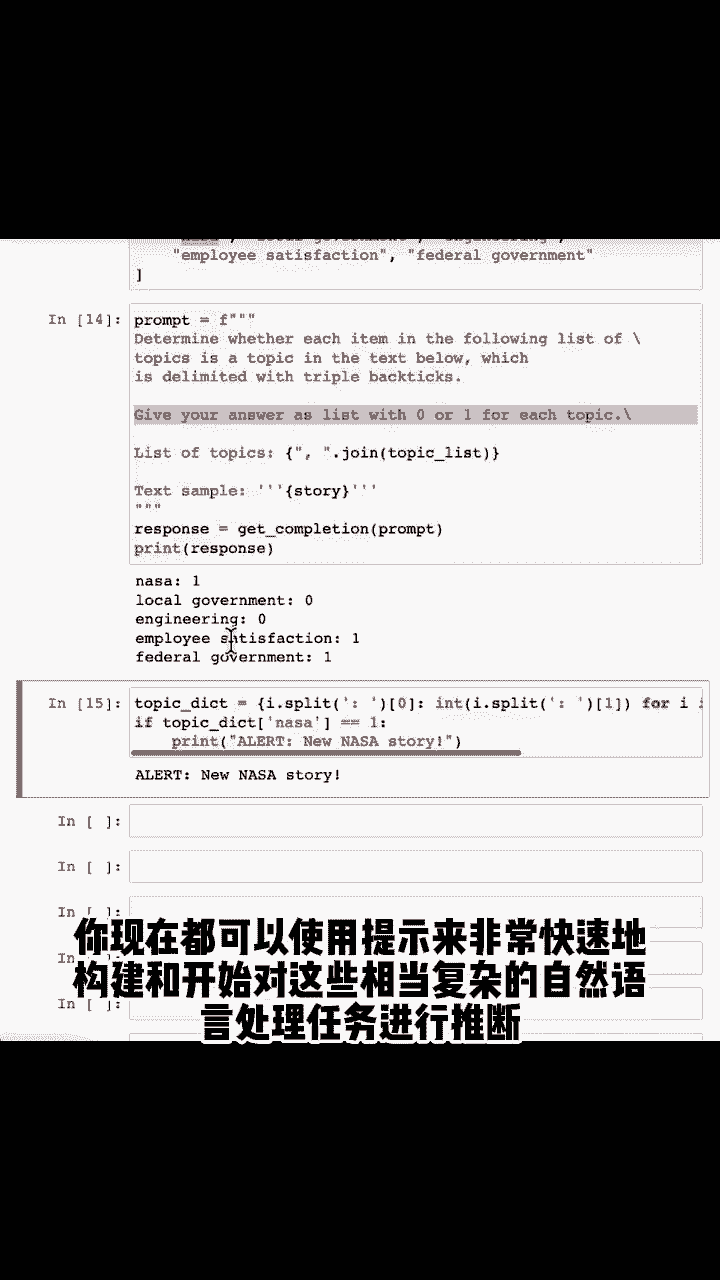 "employee satisfaction", "federal government"
]
In [14]:
prompt = f"""
Determine whether each item in the following list of \
topics is a topic in the text below, which
is delimited with triple backticks.
Give your answer as list with 0 or 1 for each topic.\
List of topics: {", ".join(topic_list)}
Text sample: '''{story}'''
"""
response = get_completion(prompt)
print(response)
nasa: 1
local government: 0
engineering: 0
employee satisfaction: 1
federal government: 1
In [15]:
topic_dict = {i.split(': ')[0]: int(i.split(': ')[1]) for i
if topic_dict['nasa'] == 1:
print("ALERT: New NASA story!")
ALERT: New NASA story!
In [ ]:
In [ ]:
In [ ]:
In [ ]:
In [ ]:
你现在都可以使用提示来非常快速地
构建和开始对这些相当复杂的自然语
言处理任务进行推断